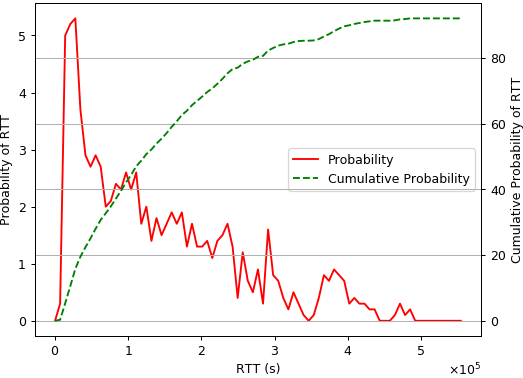 5
4
3
2
1
0
Probability of RTT
80
60
40
20
0
Cumulative Probability of RTT
Probability
Cumulative Probability
0 1 2 3 4 5
RTT (s)
×10⁵